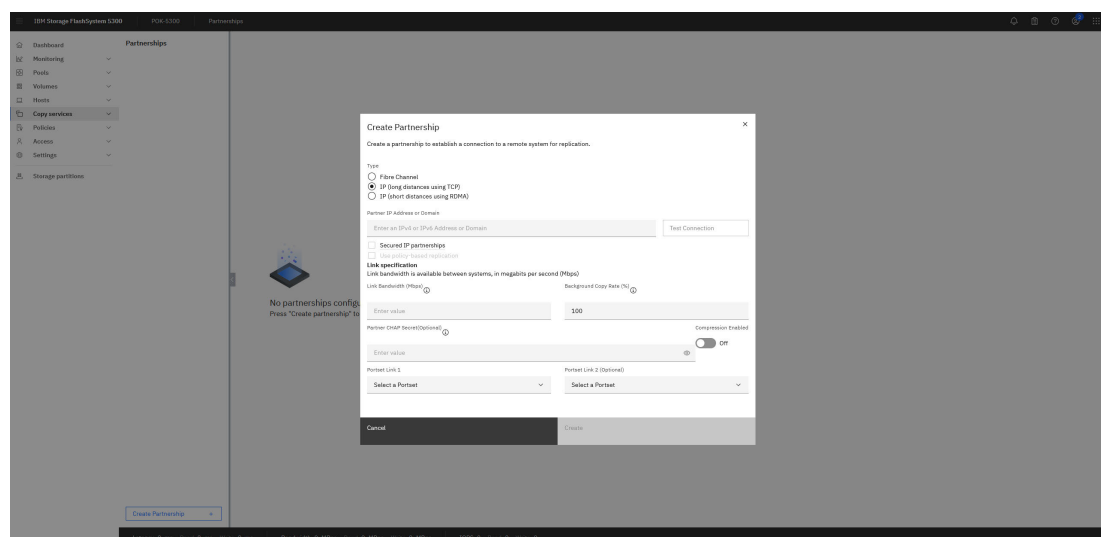 IBM Storage FlashSystem 5300 POK-5300 Partnerships
Dashboard
Monitoring
Pools
Volumes
Hosts
Copy services
Policies
Access
Settings
Storage partitions
Partnerships
No partnerships configu
Press "Create partnership" to
Create Partnership +
Create Partnership
Create a partnership to establish a connection to a remote system for replication.
Type
Fibre Channel
IP (long distances using TCP)
IP (short distances using RDMA)
Partner IP Address or Domain
Enter an IPv4 or IPv6 Address or Domain Test Connection
Secured IP partnerships
Use policy-based replication
Link specification
Link bandwidth is available between systems, in megabits per second (Mbps)
Link Bandwidth (Mbps) Background Copy Rate (%)
Enter value 100
Partner CHAP Secret(Optional) Compression Enabled
Off
Enter value
Portset Link 1 Portset Link 2 (Optional)
Select a Portset Select a Portset
Cancel Create